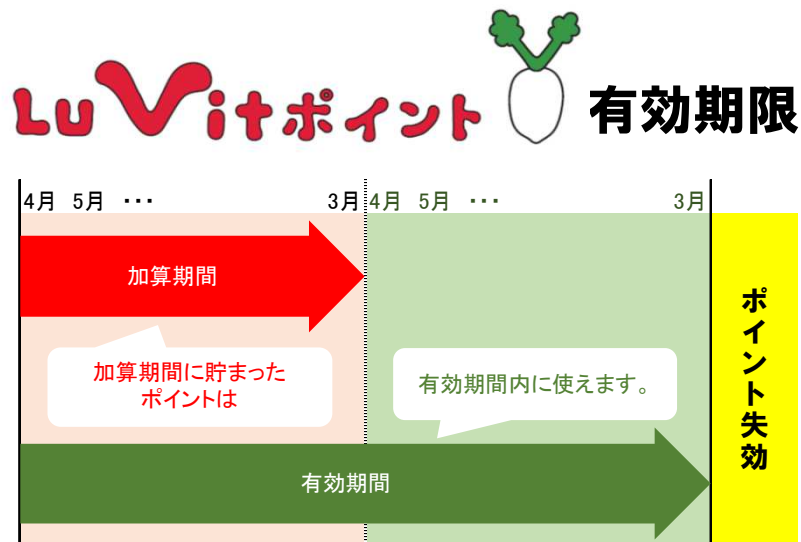 LuVitポイント 有効期限
4月 5月 ･･･ 3月 4月 5月 ･･･ 3月
加算期間
加算期間に貯まった
ポイントは
有効期間内に使えます。
有効期間
ポイント失効